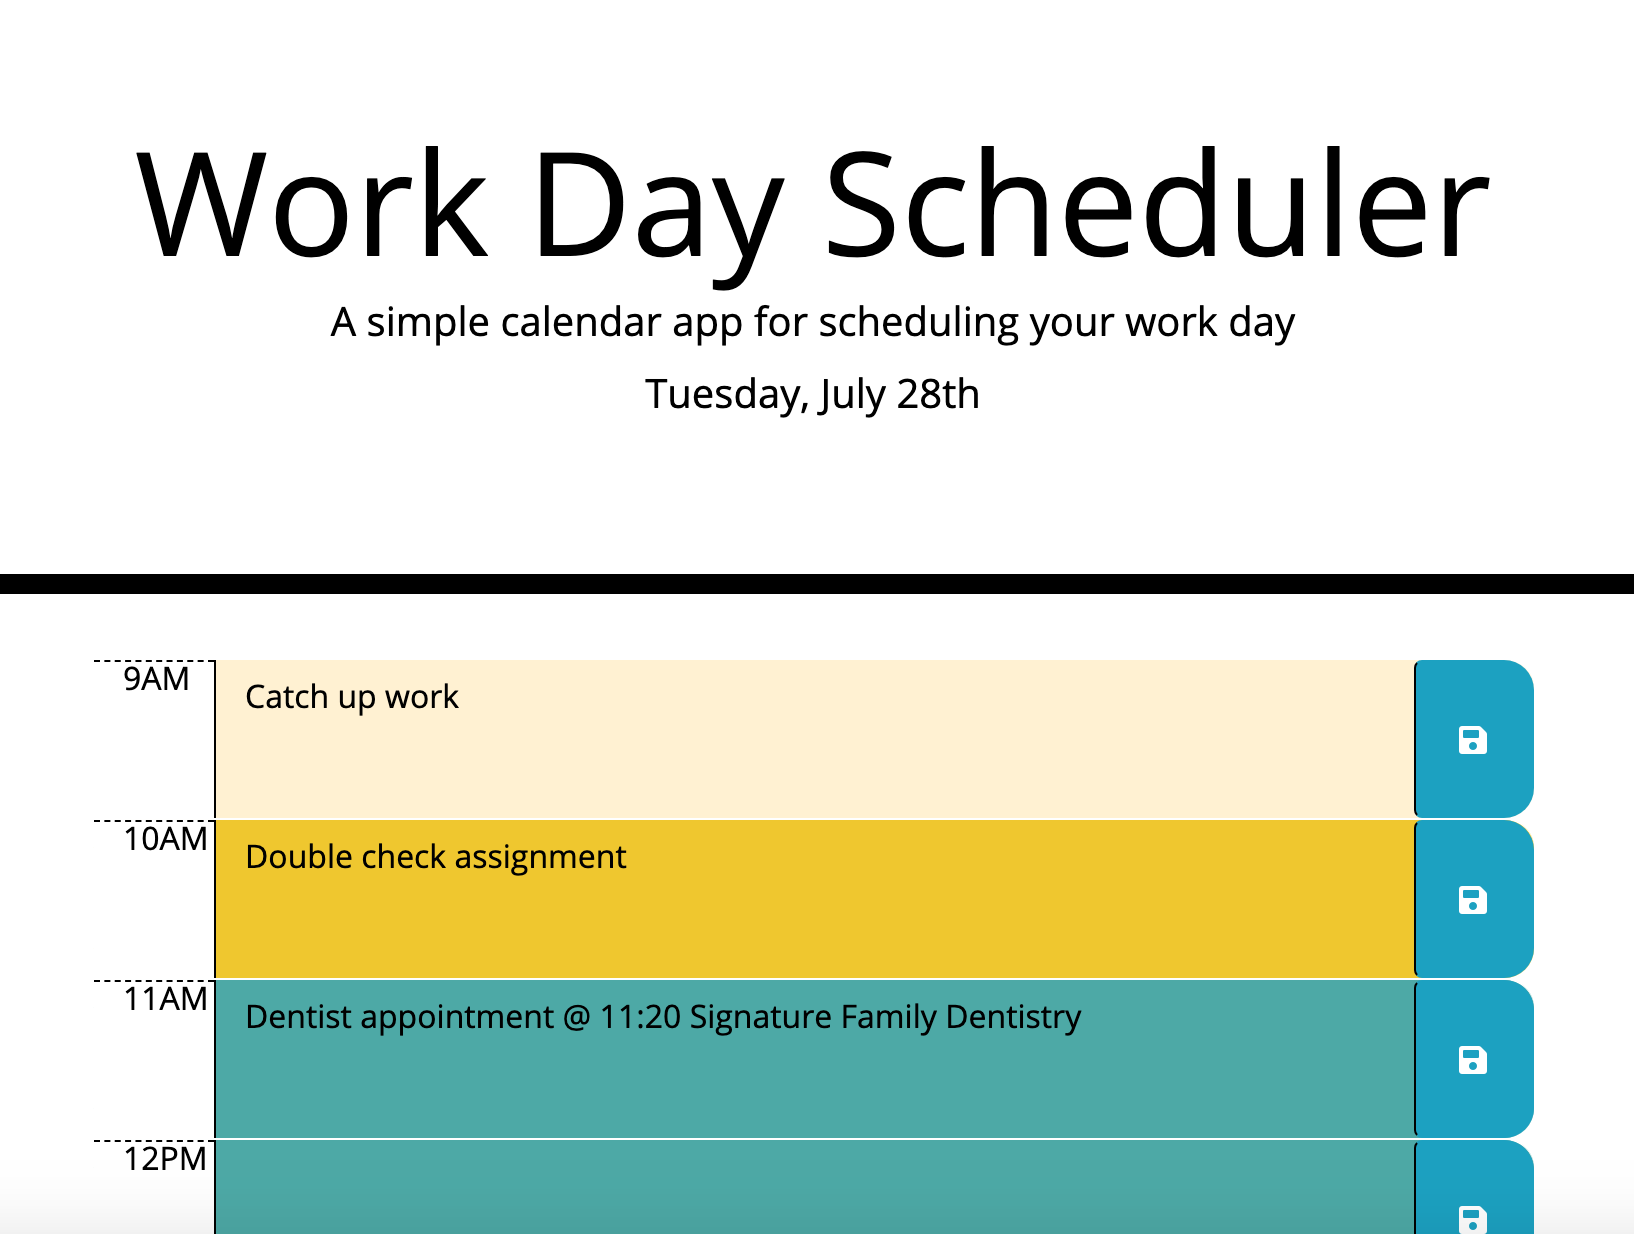 Work Day Scheduler
A simple calendar app for scheduling your work day
Tuesday, July 28th
9AM
Catch up work
10AM
Double check assignment
11AM
Dentist appointment @ 11:20 Signature Family Dentistry
12PM